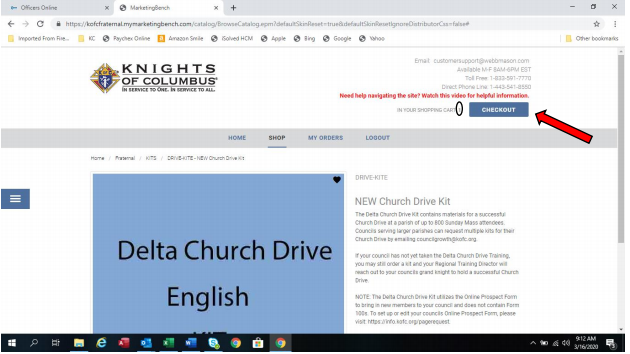 Officers Online × MarketingBench × +
https://kofcfraternal.mymarketingbench.com/catalog/BrowseCatalog.epm?defaultSkinReset=true&defaultSkinResetIgnoreDistributorCss=false#
Imported From Fire... KC Paychex Online Amazon Smile iSolved HCM Apple Bing Google Yahoo Other bookmarks
KNIGHTS
OF COLUMBUS®
IN SERVICE TO ONE. IN SERVICE TO ALL.
Email: customersupport@webbmason.com
Available M-F 8AM-6PM EST
Toll Free: 1-833-591-7770
Direct Phone Line: 1-443-541-8550
Need help navigating the site? Watch this video for helpful information.
IN YOUR SHOPPING CART
CHECKOUT
HOME SHOP MY ORDERS LOGOUT
Home / Fraternal / KITS / DRIVE-KITE - NEW Church Drive Kit
DRIVE-KITE
NEW Church Drive Kit
The Delta Church Drive Kit contains materials for a successful
Church Drive at a parish of up to 800 Sunday Mass attendees.
Councils serving larger parishes can request multiple kits for their
Church Drive by emailing councilgrowth@kofc.org.
If your council has not yet taken the Delta Church Drive Training,
you may still order a kit and your Regional Training Director will
reach out to your councils grand knight to hold a successful Church
Drive.
NOTE: The Delta Church Drive Kit utilizes the Online Prospect Form
to bring in new members to your council and does not contain Form
100s. To set up or edit your councils Online Prospect Form, please
visit: https://info.kofc.org/pagerequest.
Delta Church Drive
English
KIT
9:12 AM
3/16/2020